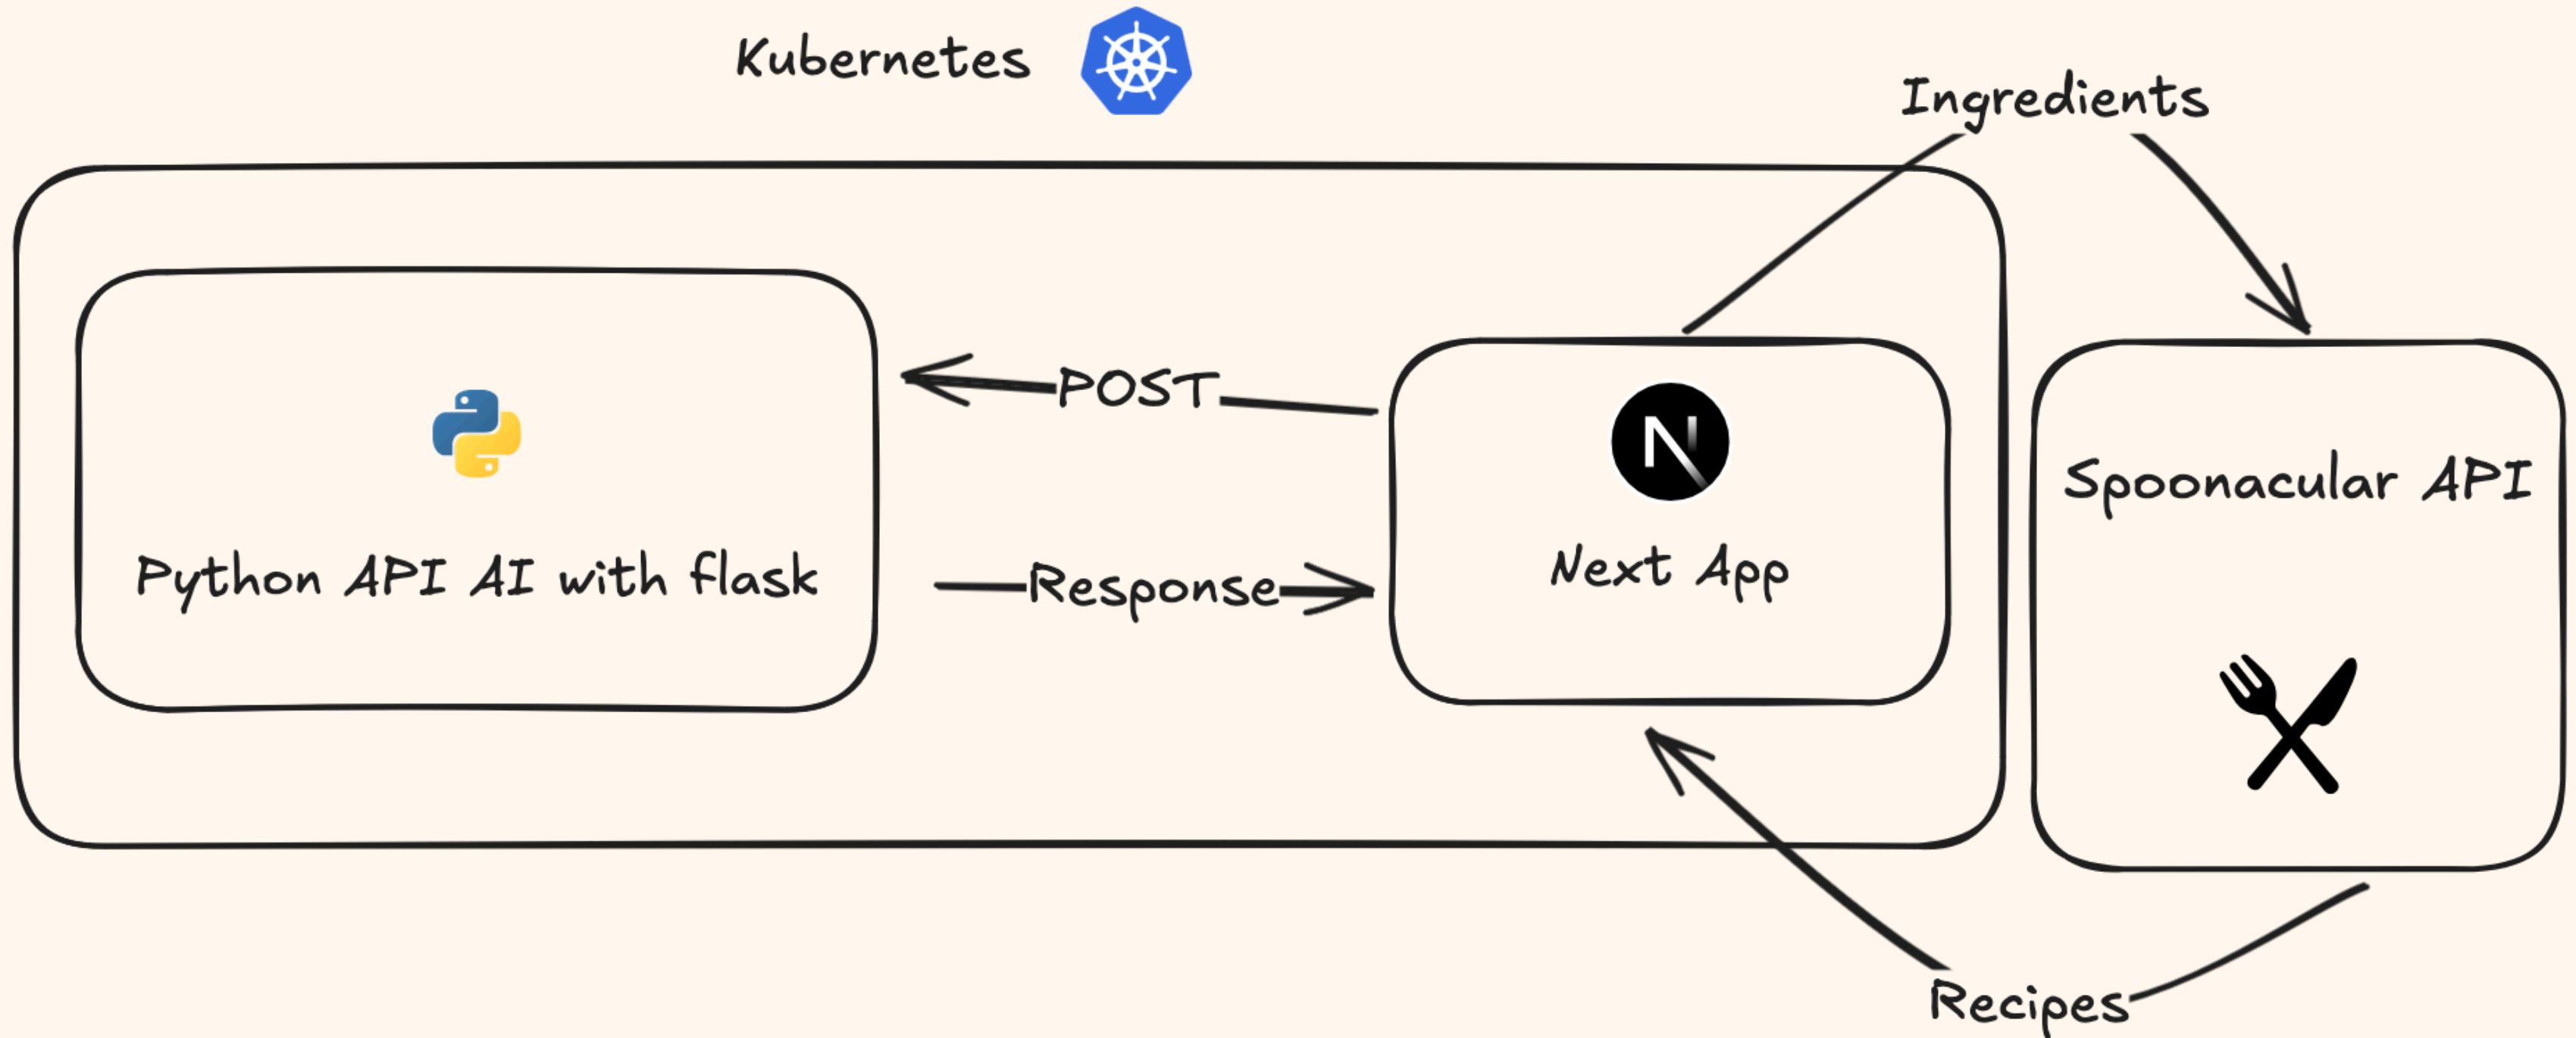 Kubernetes
Ingredients
POST
Spoonacular API
Python API AI with flask
Response
N
Next App
Recipes